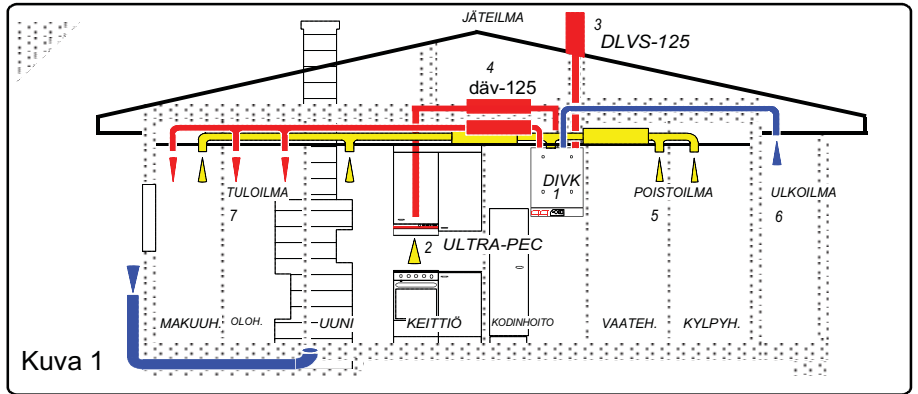 JÄTEILMA
3
DLVS-125
4
däv-125
DIVK
1
TULOILMA
7
POISTOILMA
5
ULKOILMA
6
2
ULTRA-PEC
MAKUUH.
OLOH.
UUNI
KEITTIÖ
KODINHOITO
VAATEH.
KYLPYH.
Kuva 1